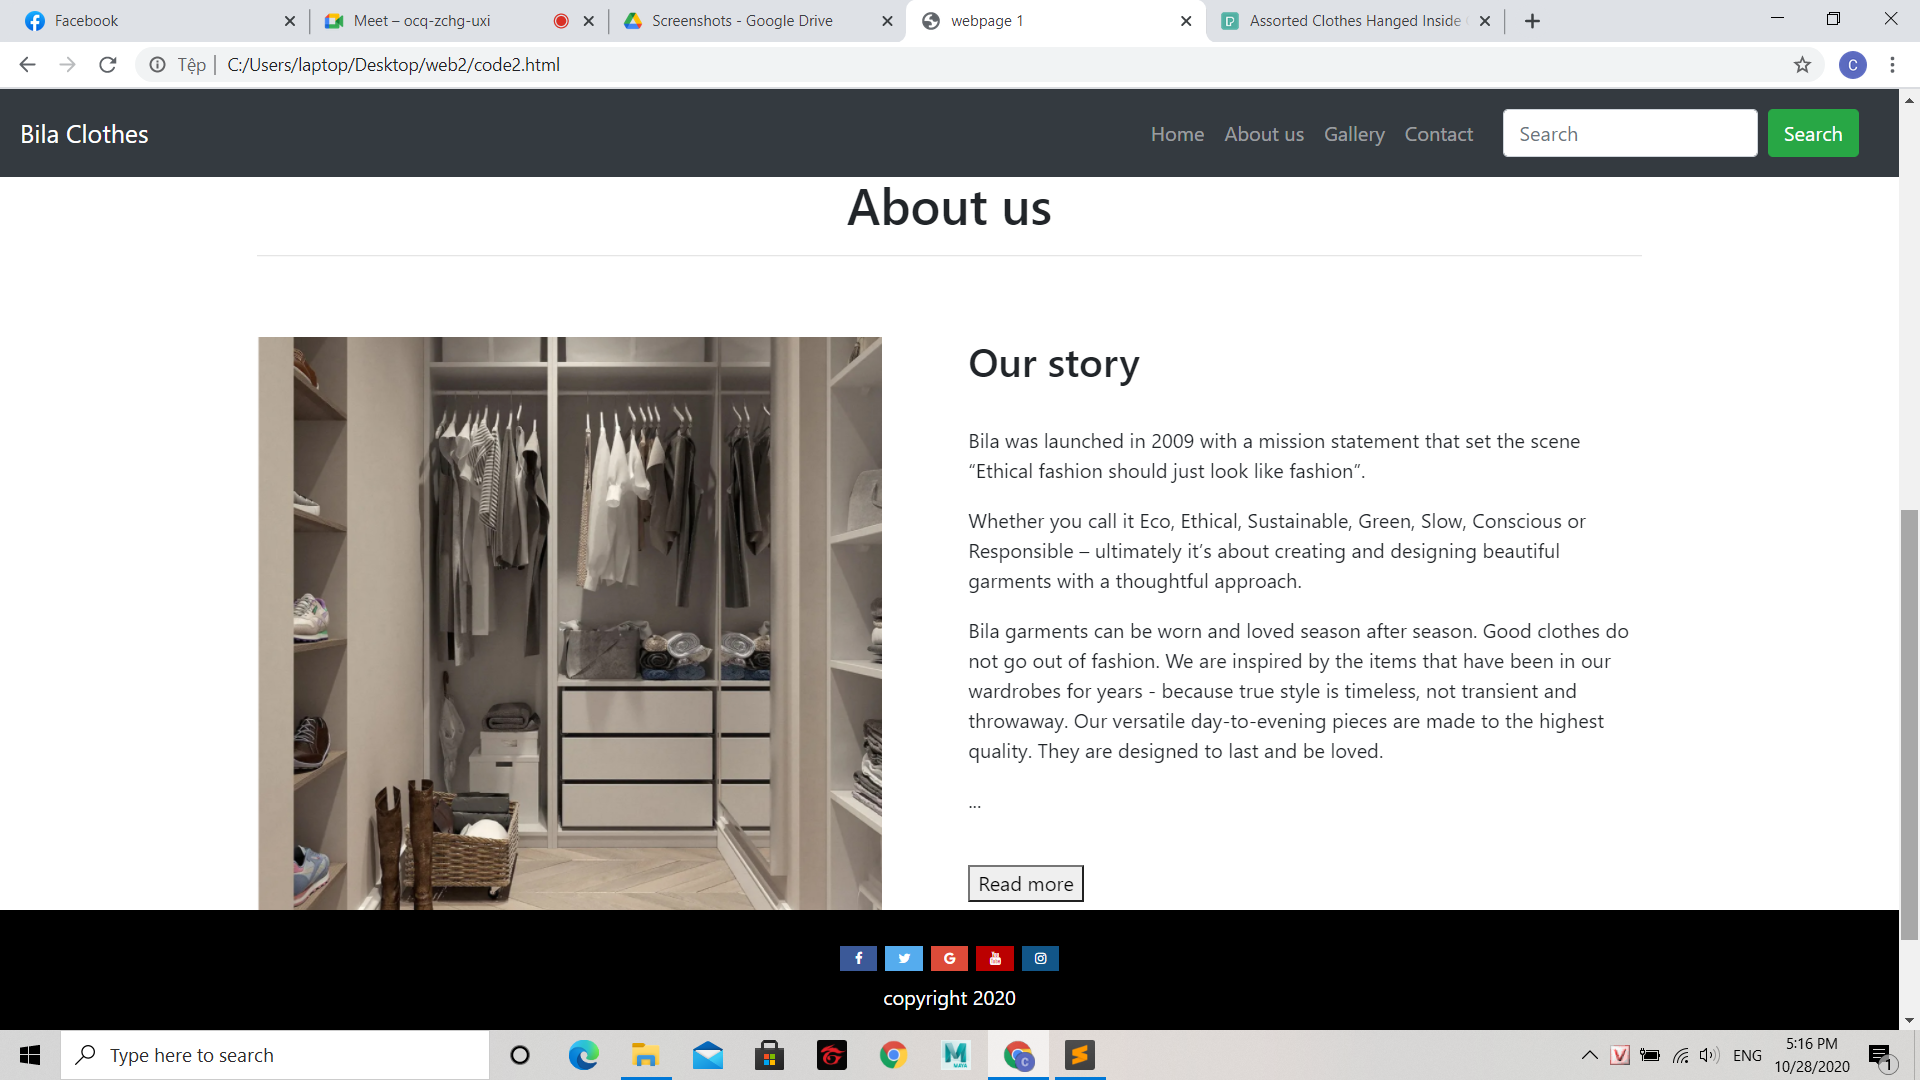 Facebook
Meet – ocq-zchg-uxi
Screenshots - Google Drive
webpage 1
Assorted Clothes Hanged Inside
Tệp
C:/Users/laptop/Desktop/web2/code2.html
C
Bila Clothes
Home
About us
Gallery
Contact
Search
Search
About us
Our story
Bila was launched in 2009 with a mission statement that set the scene
“Ethical fashion should just look like fashion”.
Whether you call it Eco, Ethical, Sustainable, Green, Slow, Conscious or
Responsible – ultimately it’s about creating and designing beautiful
garments with a thoughtful approach.
Bila garments can be worn and loved season after season. Good clothes do
not go out of fashion. We are inspired by the items that have been in our
wardrobes for years - because true style is timeless, not transient and
throwaway. Our versatile day-to-evening pieces are made to the highest
quality. They are designed to last and be loved.
...
Read more
copyright 2020
Type here to search
ENG
5:16 PM
10/28/2020
1